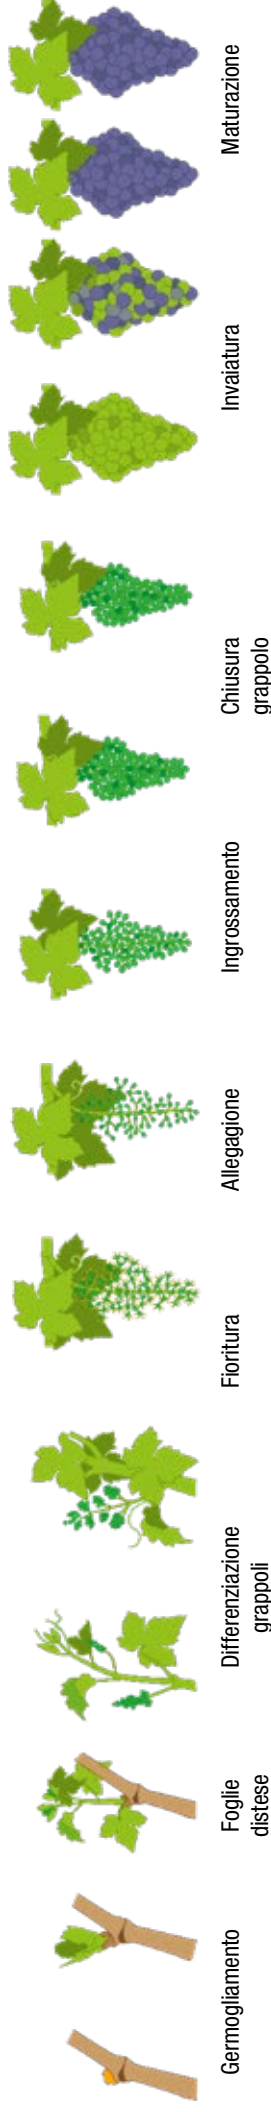 Germogliamento
Foglie
distese
Differenziazione
grappoli
Fioritura
Allegagione
Ingrossamento
Chiusura
grappolo
Invaiatura
Maturazione